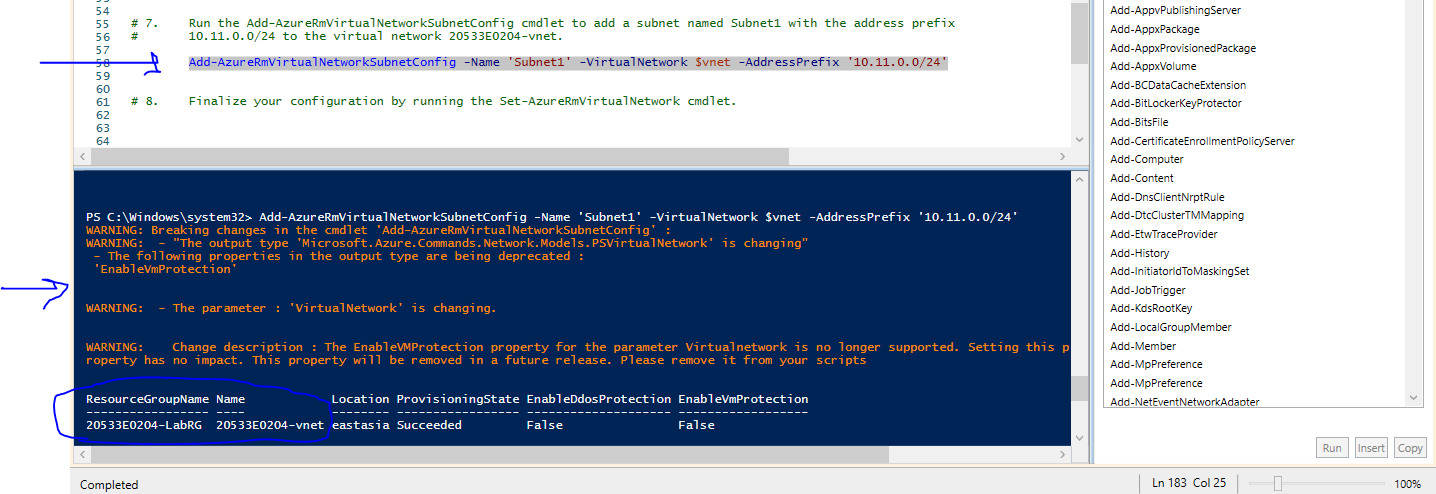 55 # 7. Run the Add-AzureRmVirtualNetworkSubnetConfig cmdlet to add a subnet named Subnet1 with the address prefix
56 # 10.11.0.0/24 to the virtual network 20533E0204-vnet.
57
58 Add-AzureRmVirtualNetworkSubnetConfig -Name 'Subnet1' -VirtualNetwork $vnet -AddressPrefix '10.11.0.0/24'
59
60
61 # 8. Finalize your configuration by running the Set-AzureRmVirtualNetwork cmdlet.
62
63
64
PS C:\Windows\system32> Add-AzureRmVirtualNetworkSubnetConfig -Name 'Subnet1' -VirtualNetwork $vnet -AddressPrefix '10.11.0.0/24'
WARNING: Breaking changes in the cmdlet 'Add-AzureRmVirtualNetworkSubnetConfig' :
WARNING:  - "The output type 'Microsoft.Azure.Commands.Network.Models.PSVirtualNetwork' is changing"
 - The following properties in the output type are being deprecated :
 'EnableVmProtection'
WARNING:  - The parameter : 'VirtualNetwork' is changing.
WARNING:    Change description : The EnableVMProtection property for the parameter Virtualnetwork is no longer supported. Setting this p
roperty has no impact. This property will be removed in a future release. Please remove it from your scripts
ResourceGroupName Name Location ProvisioningState EnableDdosProtection EnableVmProtection
----------------- ---- -------- ----------------- -------------------- ------------------
20533E0204-LabRG 20533E0204-vnet eastasia Succeeded False False
Completed
Ln 183 Col 25
100%
Add-AppvPublishingServer
Add-AppxPackage
Add-AppxProvisionedPackage
Add-AppxVolume
Add-BCDataCacheExtension
Add-BitLockerKeyProtector
Add-BitsFile
Add-CertificateEnrollmentPolicyServer
Add-Computer
Add-Content
Add-DnsClientNrptRule
Add-DtcClusterTMMapping
Add-EtwTraceProvider
Add-History
Add-InitiatorIdToMaskingSet
Add-JobTrigger
Add-KdsRootKey
Add-LocalGroupMember
Add-Member
Add-MpPreference
Add-MpPreference
Add-NetEventNetworkAdapter
Run Insert Copy